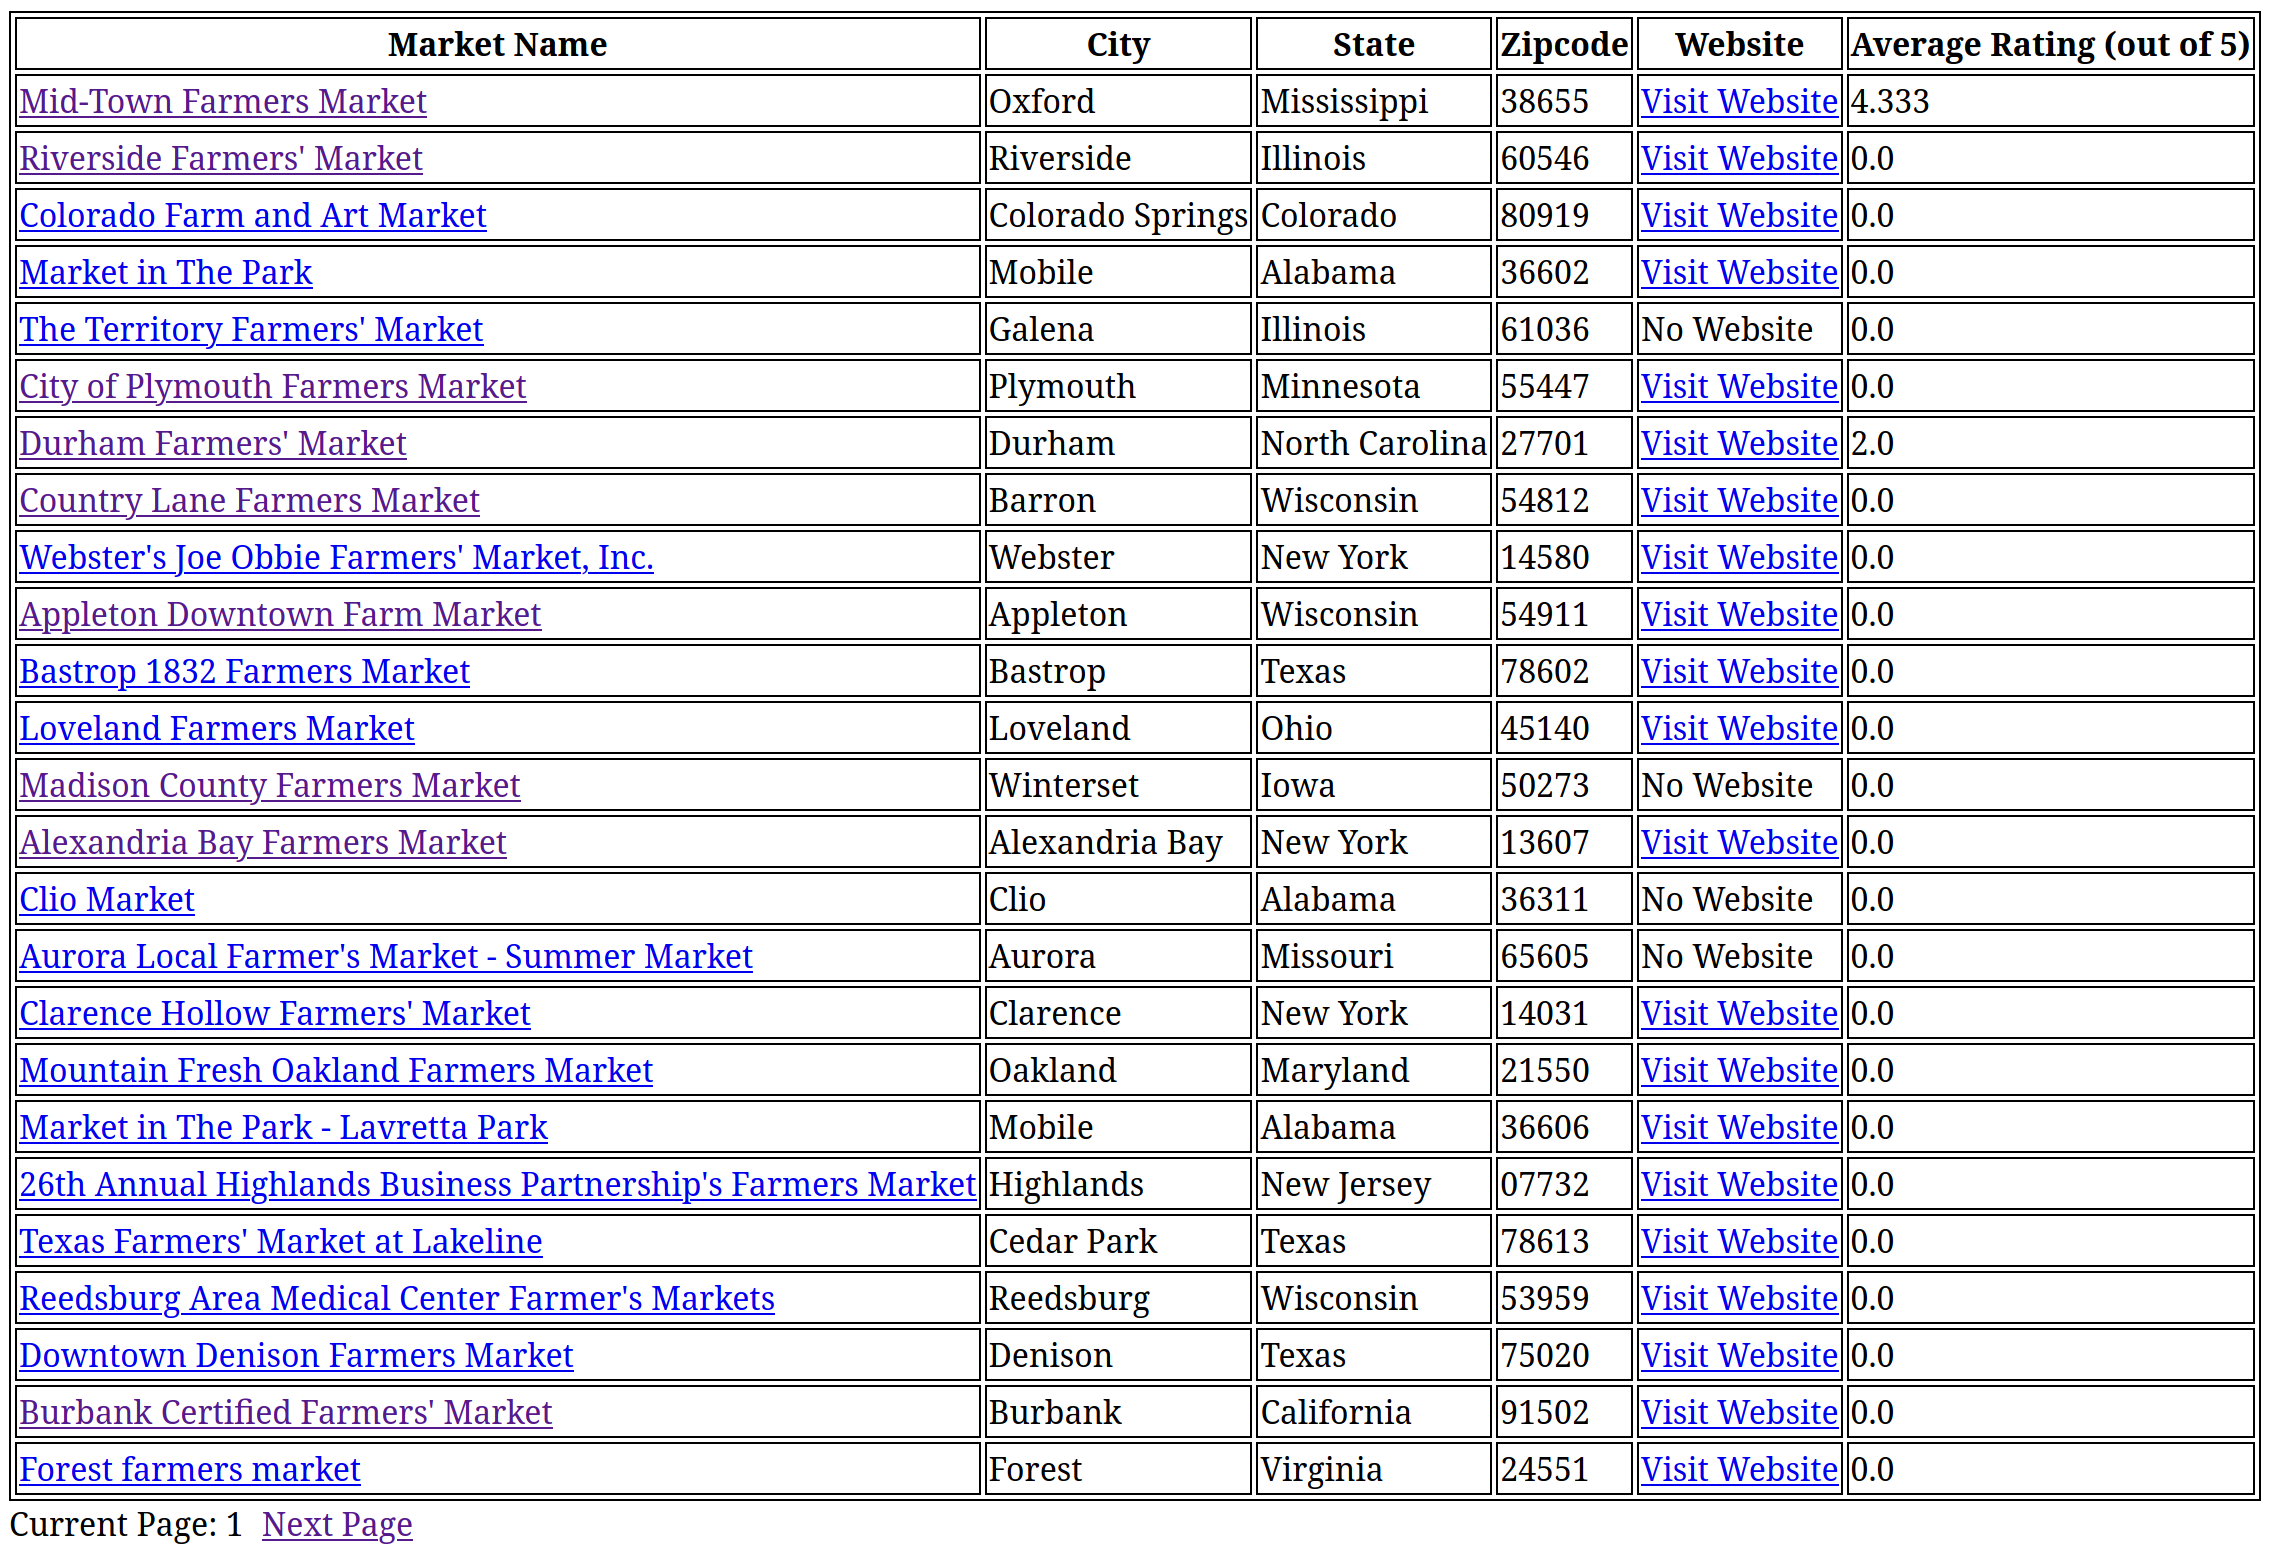 Market Name City State Zipcode Website Average Rating (out of 5)
Mid-Town Farmers Market Oxford Mississippi 38655 Visit Website 4.333
Riverside Farmers' Market Riverside Illinois 60546 Visit Website 0.0
Colorado Farm and Art Market Colorado Springs Colorado 80919 Visit Website 0.0
Market in The Park Mobile Alabama 36602 Visit Website 0.0
The Territory Farmers' Market Galena Illinois 61036 No Website 0.0
City of Plymouth Farmers Market Plymouth Minnesota 55447 Visit Website 0.0
Durham Farmers' Market Durham North Carolina 27701 Visit Website 2.0
Country Lane Farmers Market Barron Wisconsin 54812 Visit Website 0.0
Webster's Joe Obbie Farmers' Market, Inc. Webster New York 14580 Visit Website 0.0
Appleton Downtown Farm Market Appleton Wisconsin 54911 Visit Website 0.0
Bastrop 1832 Farmers Market Bastrop Texas 78602 Visit Website 0.0
Loveland Farmers Market Loveland Ohio 45140 Visit Website 0.0
Madison County Farmers Market Winterset Iowa 50273 No Website 0.0
Alexandria Bay Farmers Market Alexandria Bay New York 13607 Visit Website 0.0
Clio Market Clio Alabama 36311 No Website 0.0
Aurora Local Farmer's Market - Summer Market Aurora Missouri 65605 No Website 0.0
Clarence Hollow Farmers' Market Clarence New York 14031 Visit Website 0.0
Mountain Fresh Oakland Farmers Market Oakland Maryland 21550 Visit Website 0.0
Market in The Park - Lavretta Park Mobile Alabama 36606 Visit Website 0.0
26th Annual Highlands Business Partnership's Farmers Market Highlands New Jersey 07732 Visit Website 0.0
Texas Farmers' Market at Lakeline Cedar Park Texas 78613 Visit Website 0.0
Reedsburg Area Medical Center Farmer's Markets Reedsburg Wisconsin 53959 Visit Website 0.0
Downtown Denison Farmers Market Denison Texas 75020 Visit Website 0.0
Burbank Certified Farmers' Market Burbank California 91502 Visit Website 0.0
Forest farmers market Forest Virginia 24551 Visit Website 0.0
Current Page: 1 Next Page